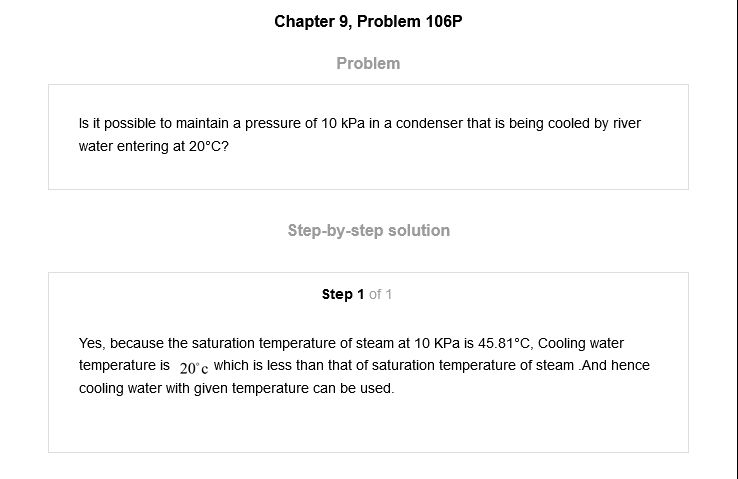 Chapter 9, Problem 106P
Problem
Is it possible to maintain a pressure of 10 kPa in a condenser that is being cooled by river
water entering at 20°C?
Step-by-step solution
Step 1 of 1
Yes, because the saturation temperature of steam at 10 KPa is 45.81°C, Cooling water
temperature is 20°c which is less than that of saturation temperature of steam .And hence
cooling water with given temperature can be used.